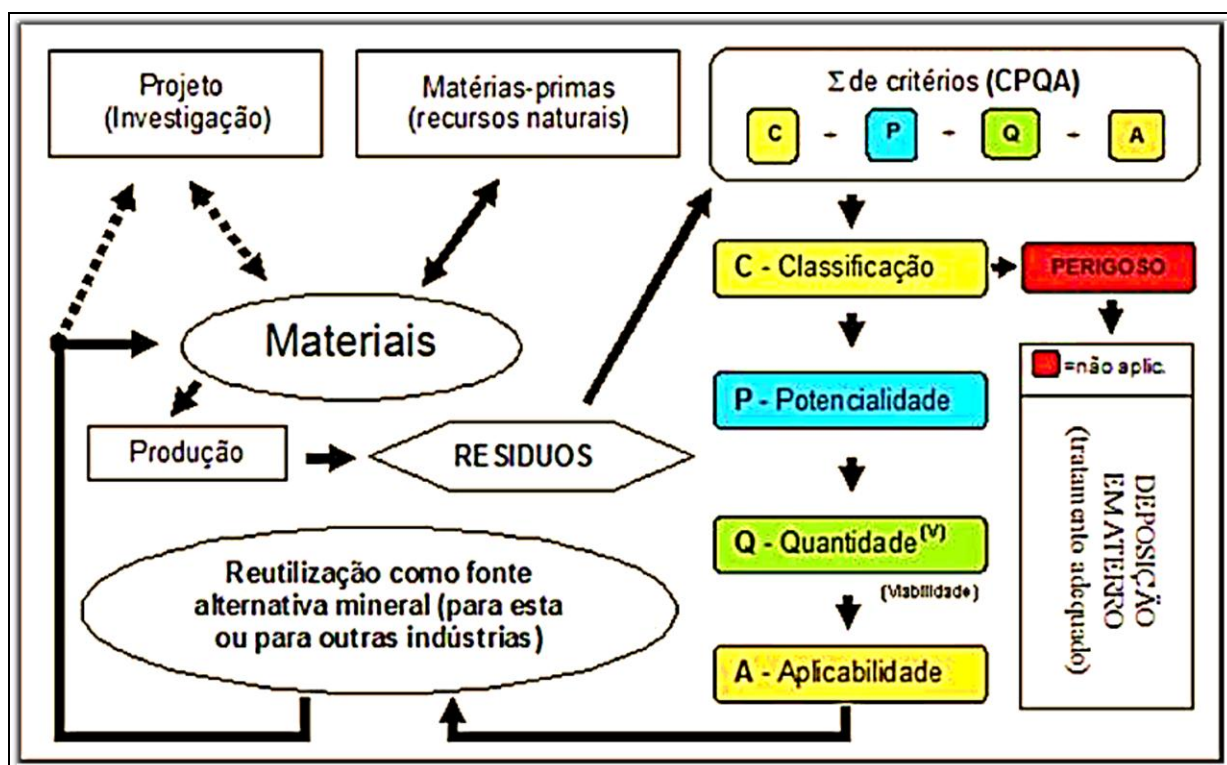 Projeto
(Investigação)
Matérias-primas
(recursos naturais)
Σ de critérios (CPQA)
C - P - Q - A
C - Classificação
PERIGOSO
Materiais
=não aplic.
P - Potencialidade
Produção
RESIDUOS
DEPOSIÇÃO
EM ATERRO
(tratamento adequado)
Q - Quantidade(V)
(Viabilidade)
Reutilização como fonte
alternativa mineral (para esta
ou para outras indústrias)
A - Aplicabilidade